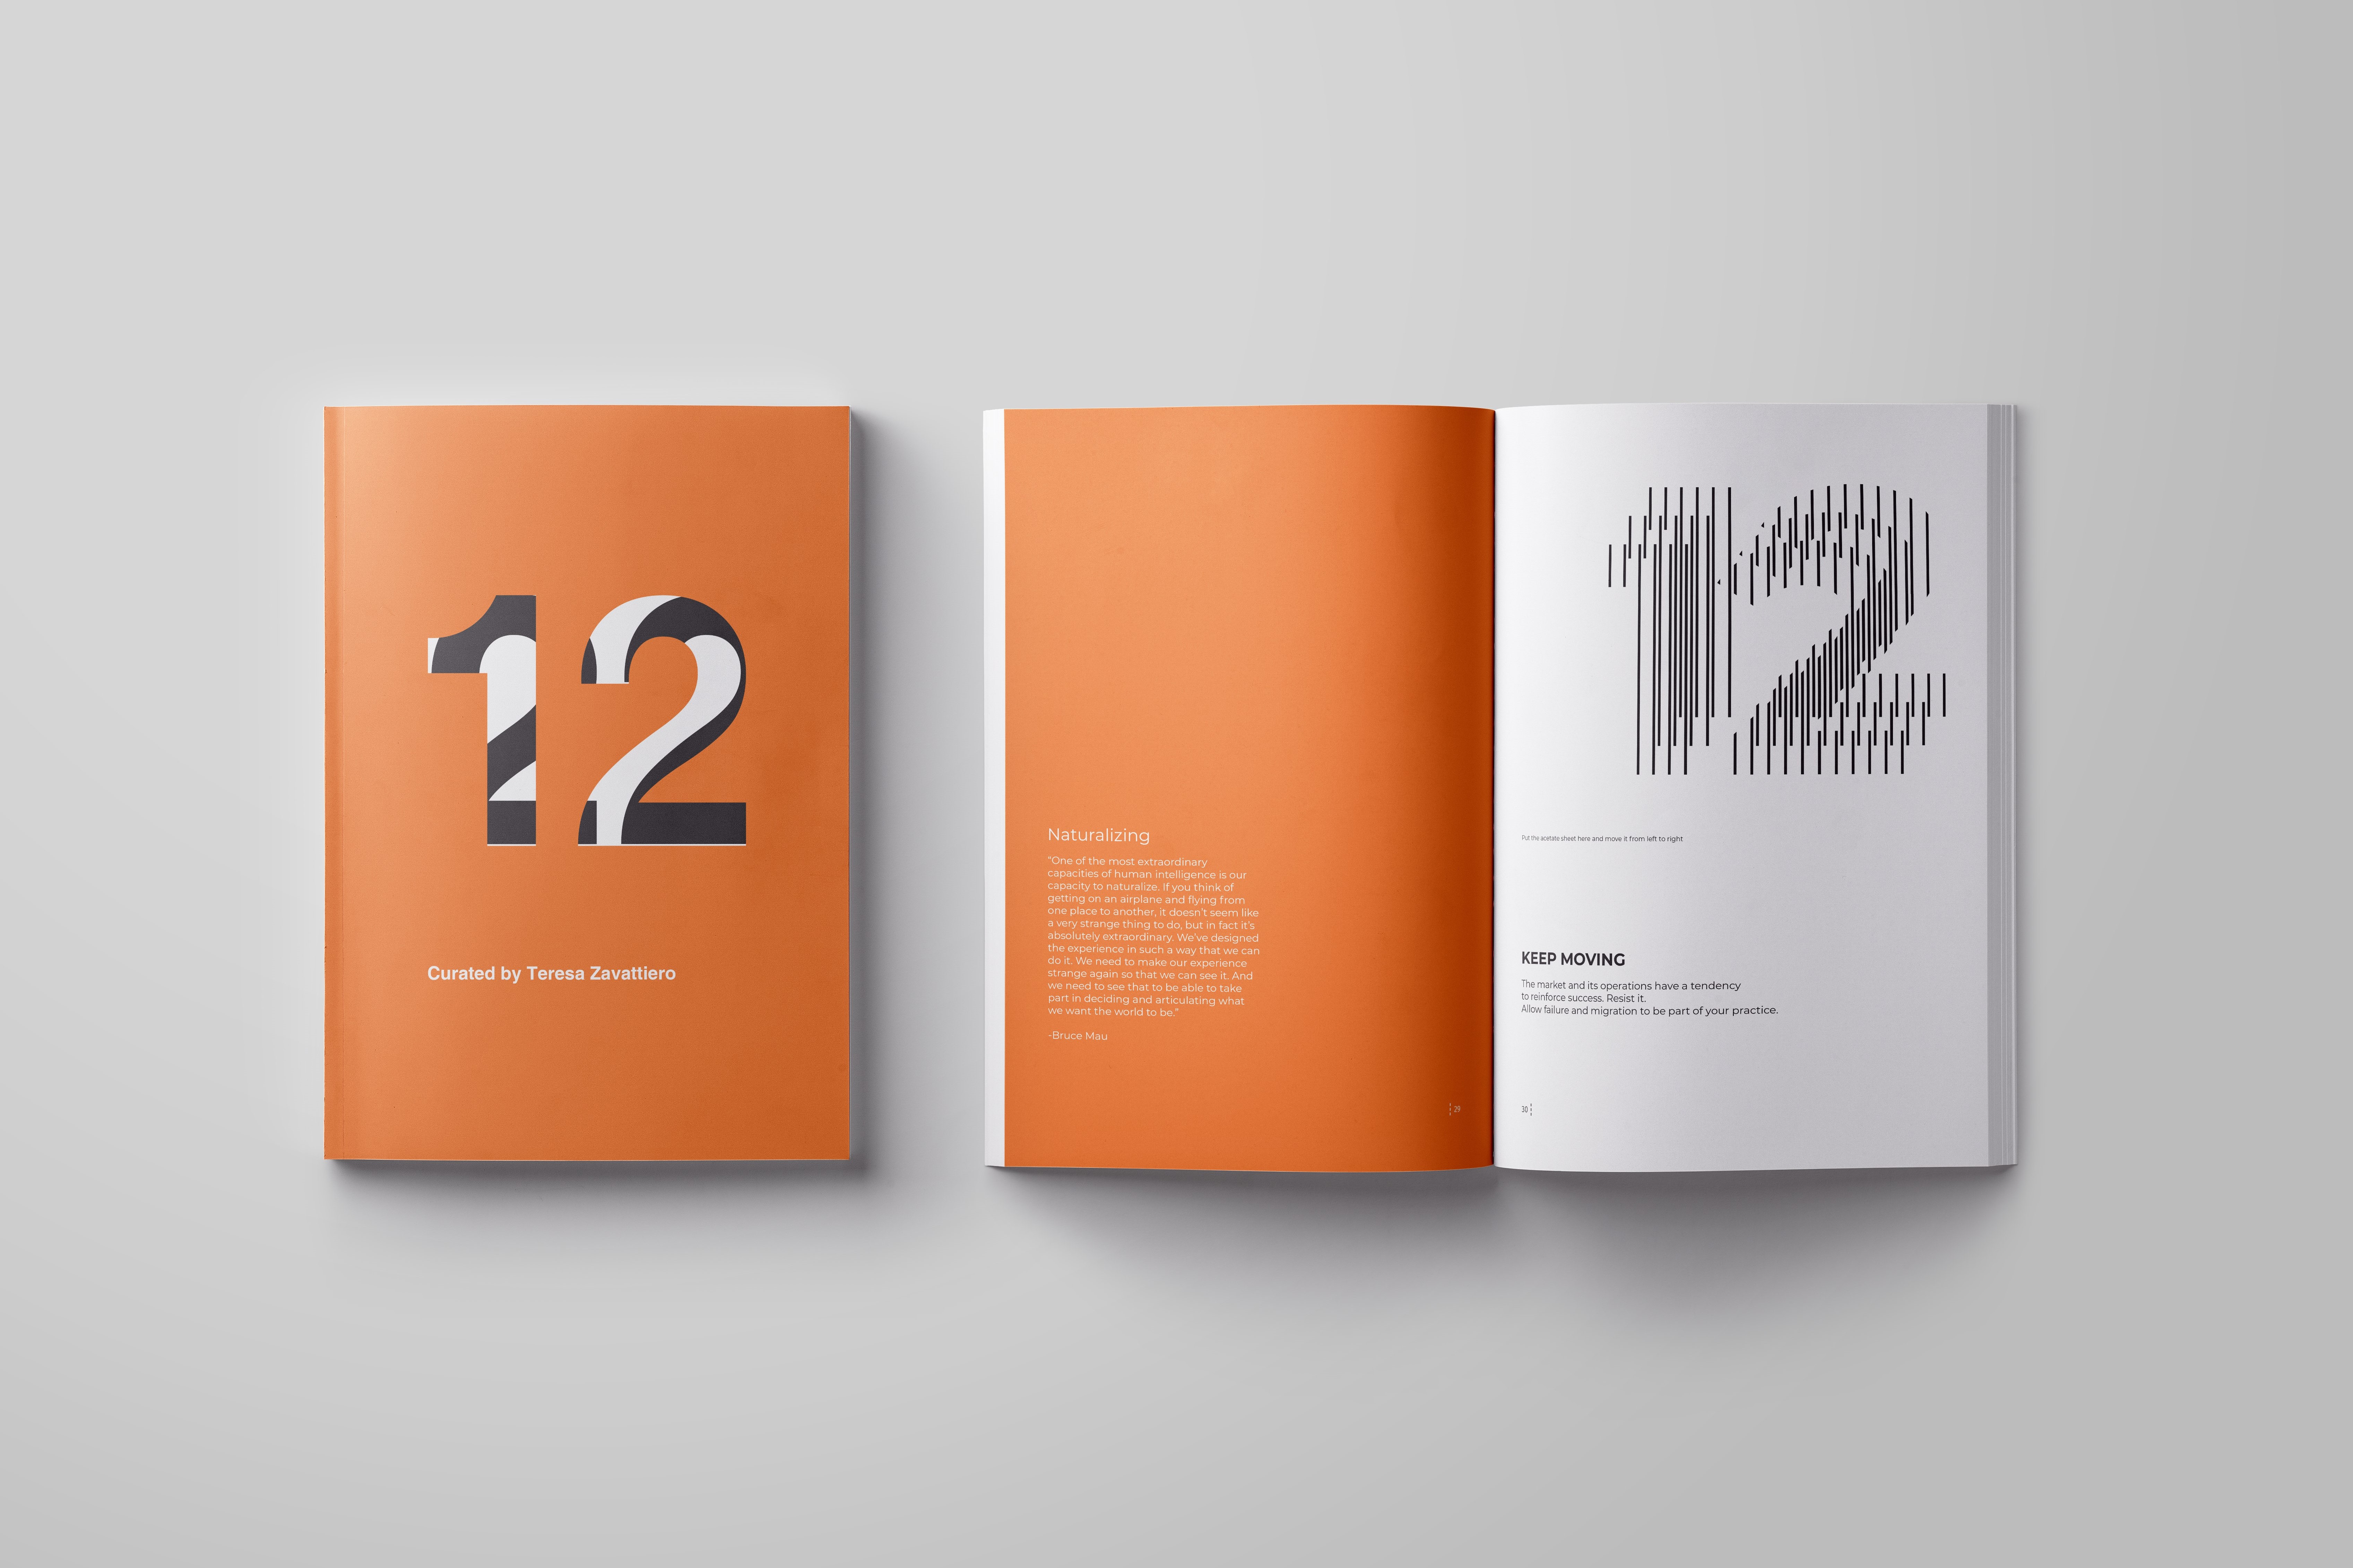 12
Curated by Teresa Zavattiero
Naturalizing
“One of the most extraordinary
capacities of human intelligence is our
capacity to naturalize. If you think of
getting on an airplane and flying from
one place to another, it doesn’t seem like
a very strange thing to do, but in fact it’s
absolutely extraordinary. We’ve designed
the experience in such a way that we can
do it. We need to make our experience
strange again so that we can see it. And
we need to see that to be able to take
part in deciding and articulating what
we want the world to be.”
-Bruce Mau
29
12
Put the acetate sheet here and move it from left to right
KEEP MOVING
The market and its operations have a tendency
to reinforce success. Resist it.
Allow failure and migration to be part of your practice.
30